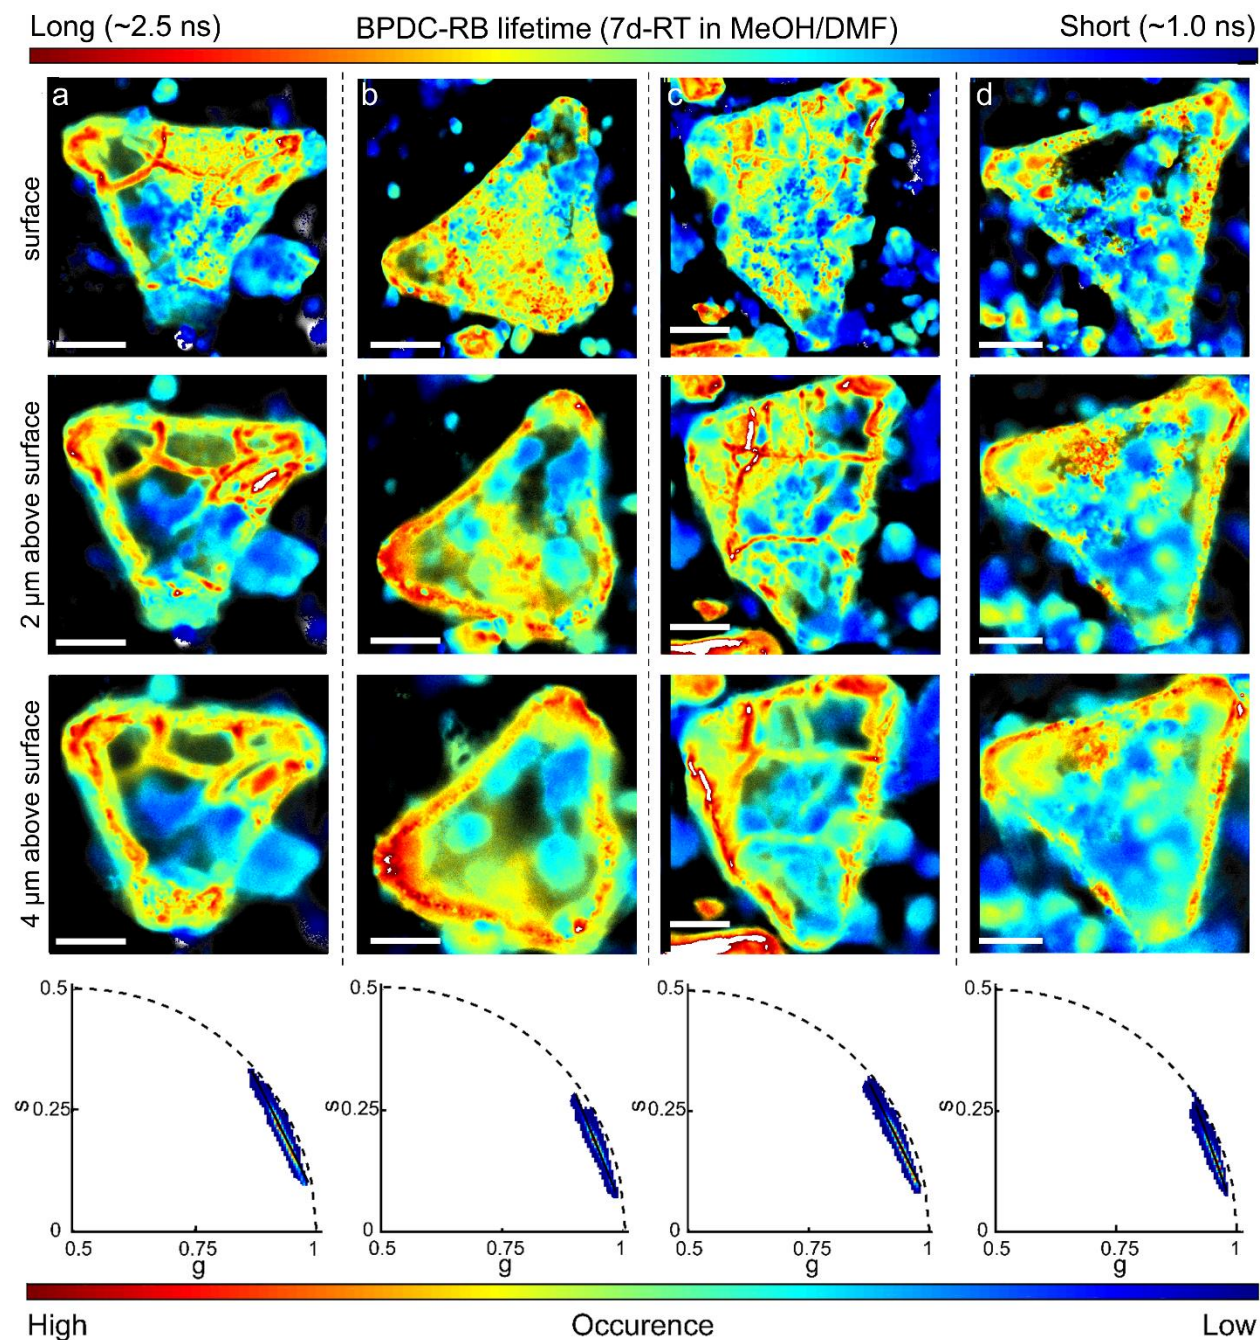 Long (~2.5 ns) BPDC-RB lifetime (7d-RT in MeOH/DMF) Short (~1.0 ns)
a b c d
surface
2 µm above surface
4 µm above surface
0.5 0.5 0.5 0.5
s 0.25 s 0.25 s 0.25 s 0.25
0 0 0 0
0.5 0.75 1 0.5 0.75 1 0.5 0.75 1 0.5 0.75 1
g g g g
High Occurence Low